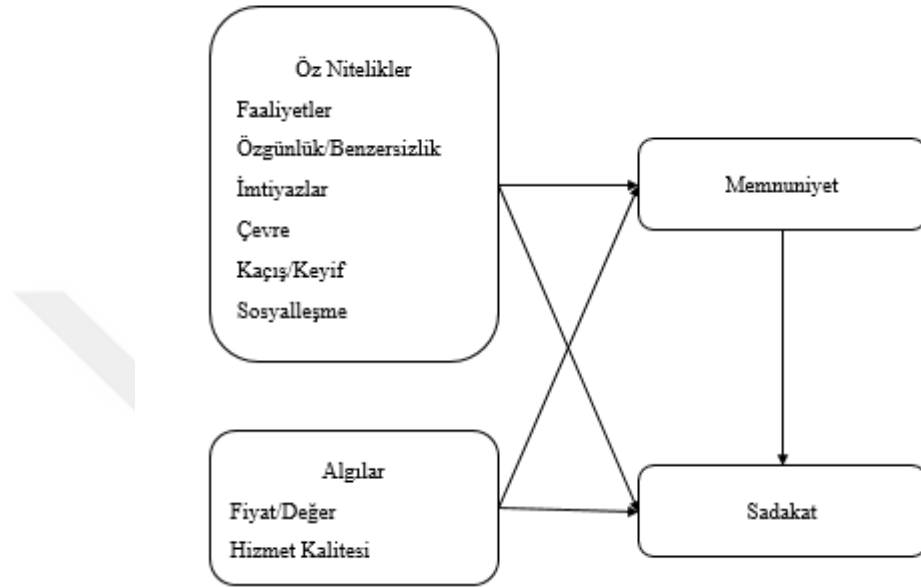 Öz Nitelikler
Faaliyetler
Özgünlük/Benzersizlik
İmtiyazlar
Çevre
Kaçış/Keyif
Sosyalleşme
Memnuniyet
Algılar
Fiyat/Değer
Hizmet Kalitesi
Sadakat